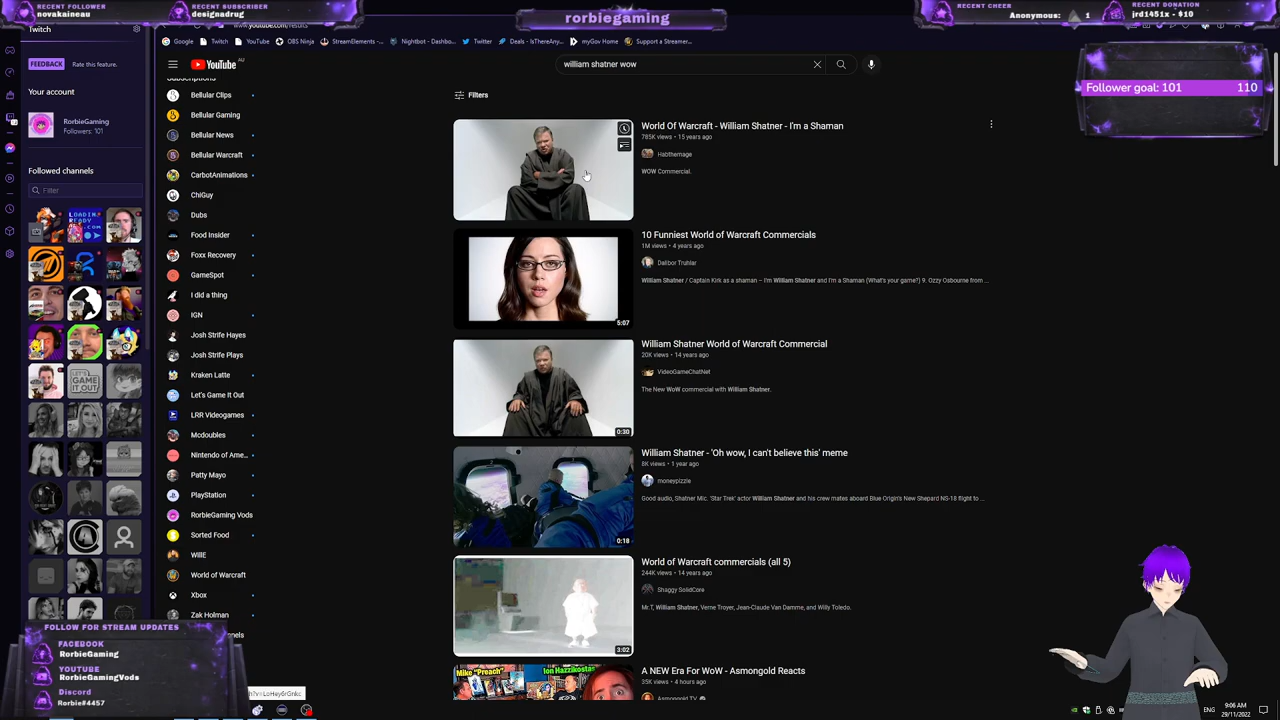 RECENT FOLLOWER
novakaineau
RECENT SUBSCRIBER
designadrug
rorbiegaming
RECENT CHEER
Anonymous: 1
RECENT DONATION
jrd1451x - $10
Twitch
FEEDBACK
Rate this feature.
Your account
RorbieGaming
Followers: 101
Followed channels
Filter
Google
Twitch
YouTube
OBS Ninja
StreamElements -...
Nightbot - Dashbo...
Twitter
Deals - IsThereAny...
myGov Home
Support a Streamer...
YouTube AU
william shatner wow
Follower goal: 101 110
Subscriptions
Bellular Clips
Bellular Gaming
Bellular News
Bellular Warcraft
CarbotAnimations
ChiGuy
Dubs
Food Insider
Foxx Recovery
GameSpot
I did a thing
IGN
Josh Strife Hayes
Josh Strife Plays
Kraken Latte
Let's Game It Out
LRR Videogames
Mcdoubles
Nintendo of Ame...
Patty Mayo
PlayStation
RorbieGaming Vods
Sorted Food
WillE
World of Warcraft
Xbox
Zak Holman
Filters
World Of Warcraft - William Shatner - I'm a Shaman
785K views • 15 years ago
Habthemage
WOW Commercial.
10 Funniest World of Warcraft Commercials
1M views • 4 years ago
Dalibor Truhlar
William Shatner / Captain Kirk as a shaman – I'm William Shatner and I'm a Shaman (What's your game?) 9. Ozzy Osbourne from ...
5:07
William Shatner World of Warcraft Commercial
20K views • 14 years ago
VideoGameChatNet
The New WoW commercial with William Shatner.
0:30
William Shatner - 'Oh wow, I can't believe this' meme
8K views • 1 year ago
moneypizzle
Good audio, Shatner Mic. 'Star Trek' actor William Shatner and his crew mates aboard Blue Origin's New Shepard NS-18 flight to ...
0:18
World of Warcraft commercials (all 5)
244K views • 14 years ago
Shaggy SolidCore
Mr.T, William Shatner, Verne Troyer, Jean-Claude Van Damme, and Willy Toledo.
3:02
A NEW Era For WoW - Asmongold Reacts
35K views • 4 hours ago
Asmongold TV
Mike "Preach"
Ion Hazzikostas
FOLLOW FOR STREAM UPDATES
FACEBOOK
RorbieGaming
YOUTUBE
RorbieGamingVods
Discord
Rorbie#4457
ENG
9:06 AM
29/11/2022